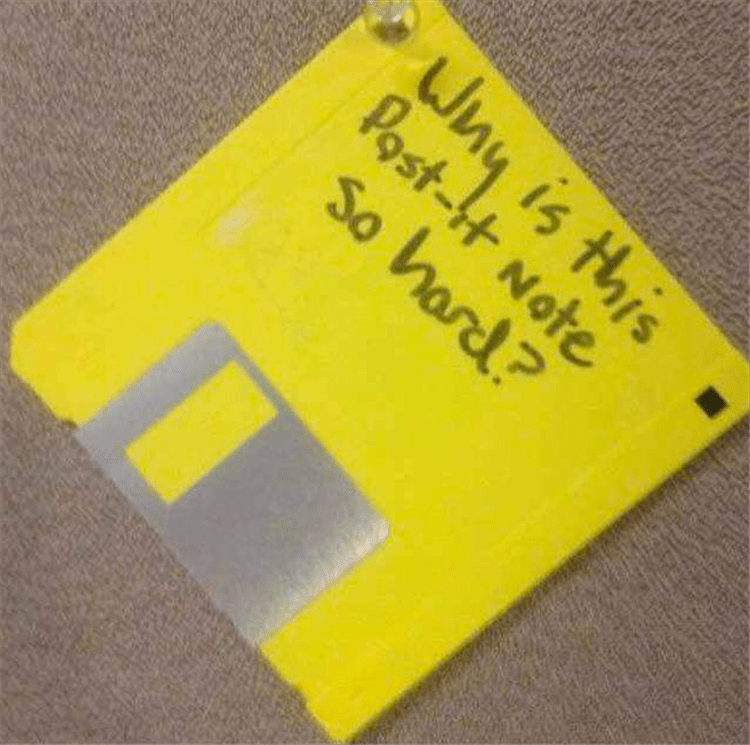 Why is this
Post-it Note
So hard?